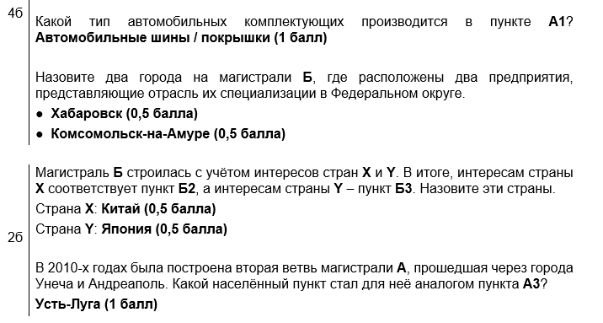 4б
Какой тип автомобильных комплектующих производится в пункте А1?
Автомобильные шины / покрышки (1 балл)
Назовите два города на магистрали Б, где расположены два предприятия,
представляющие отрасль их специализации в Федеральном округе.
● Хабаровск (0,5 балла)
● Комсомольск-на-Амуре (0,5 балла)
Магистраль Б строилась с учётом интересов стран X и Y. В итоге, интересам страны
X соответствует пункт Б2, а интересам страны Y – пункт Б3. Назовите эти страны.
Страна X: Китай (0,5 балла)
Страна Y: Япония (0,5 балла)
2б
В 2010-х годах была построена вторая ветвь магистрали А, прошедшая через города
Унеча и Андреаполь. Какой населённый пункт стал для неё аналогом пункта А3?
Усть-Луга (1 балл)